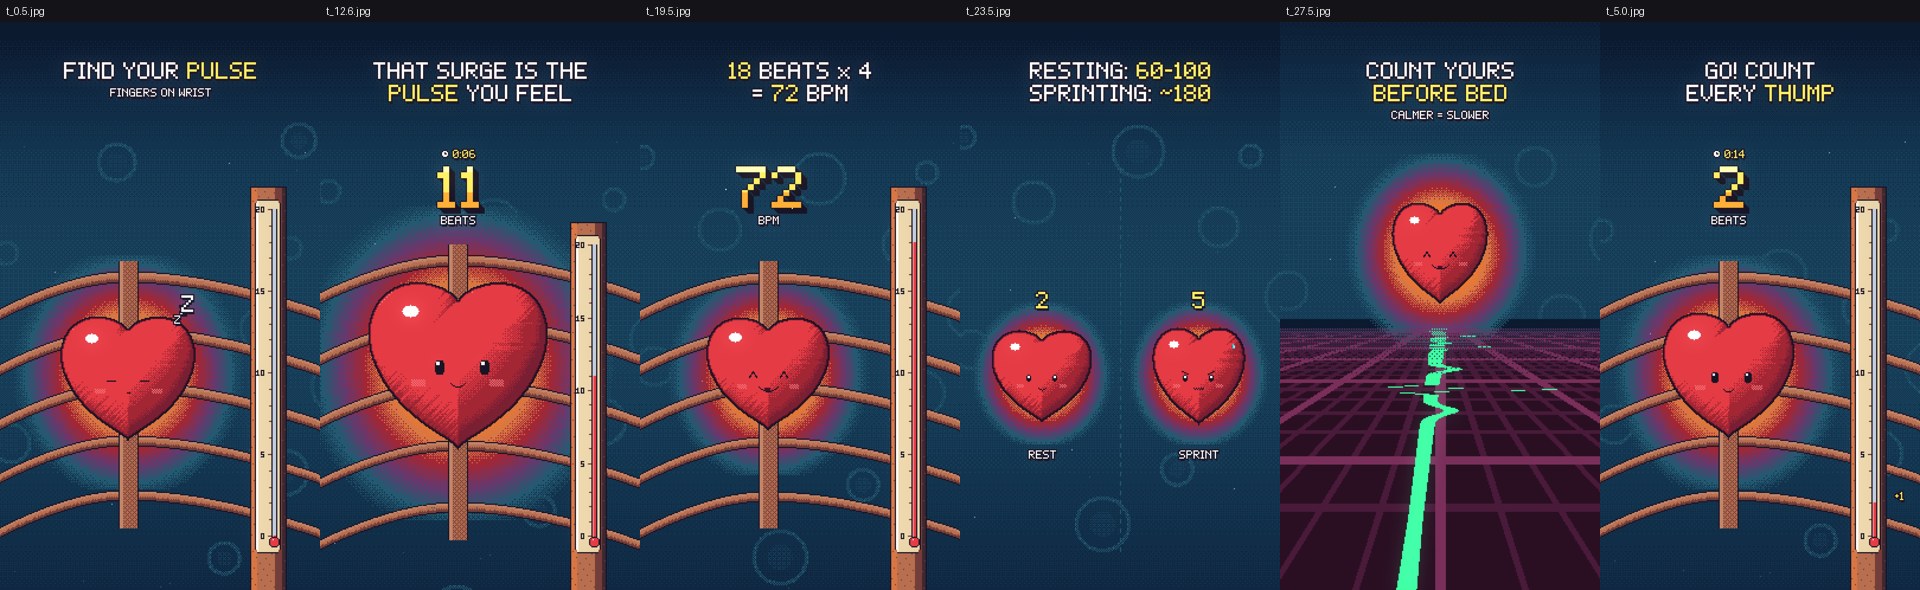 t_0.5.jpg
FIND YOUR PULSE
FINGERS ON WRIST
z
Z
20
15
10
5
0
t_12.6.jpg
THAT SURGE IS THE
PULSE YOU FEEL
0:06
11
BEATS
20
15
10
5
0
t_19.5.jpg
18 BEATS x 4
= 72 BPM
72
BPM
20
15
10
5
0
t_23.5.jpg
RESTING: 60-100
SPRINTING: ~180
2
5
REST
SPRINT
t_27.5.jpg
COUNT YOURS
BEFORE BED
CALMER = SLOWER
t_5.0.jpg
GO! COUNT
EVERY THUMP
0:14
2
BEATS
20
15
10
5
0
+1